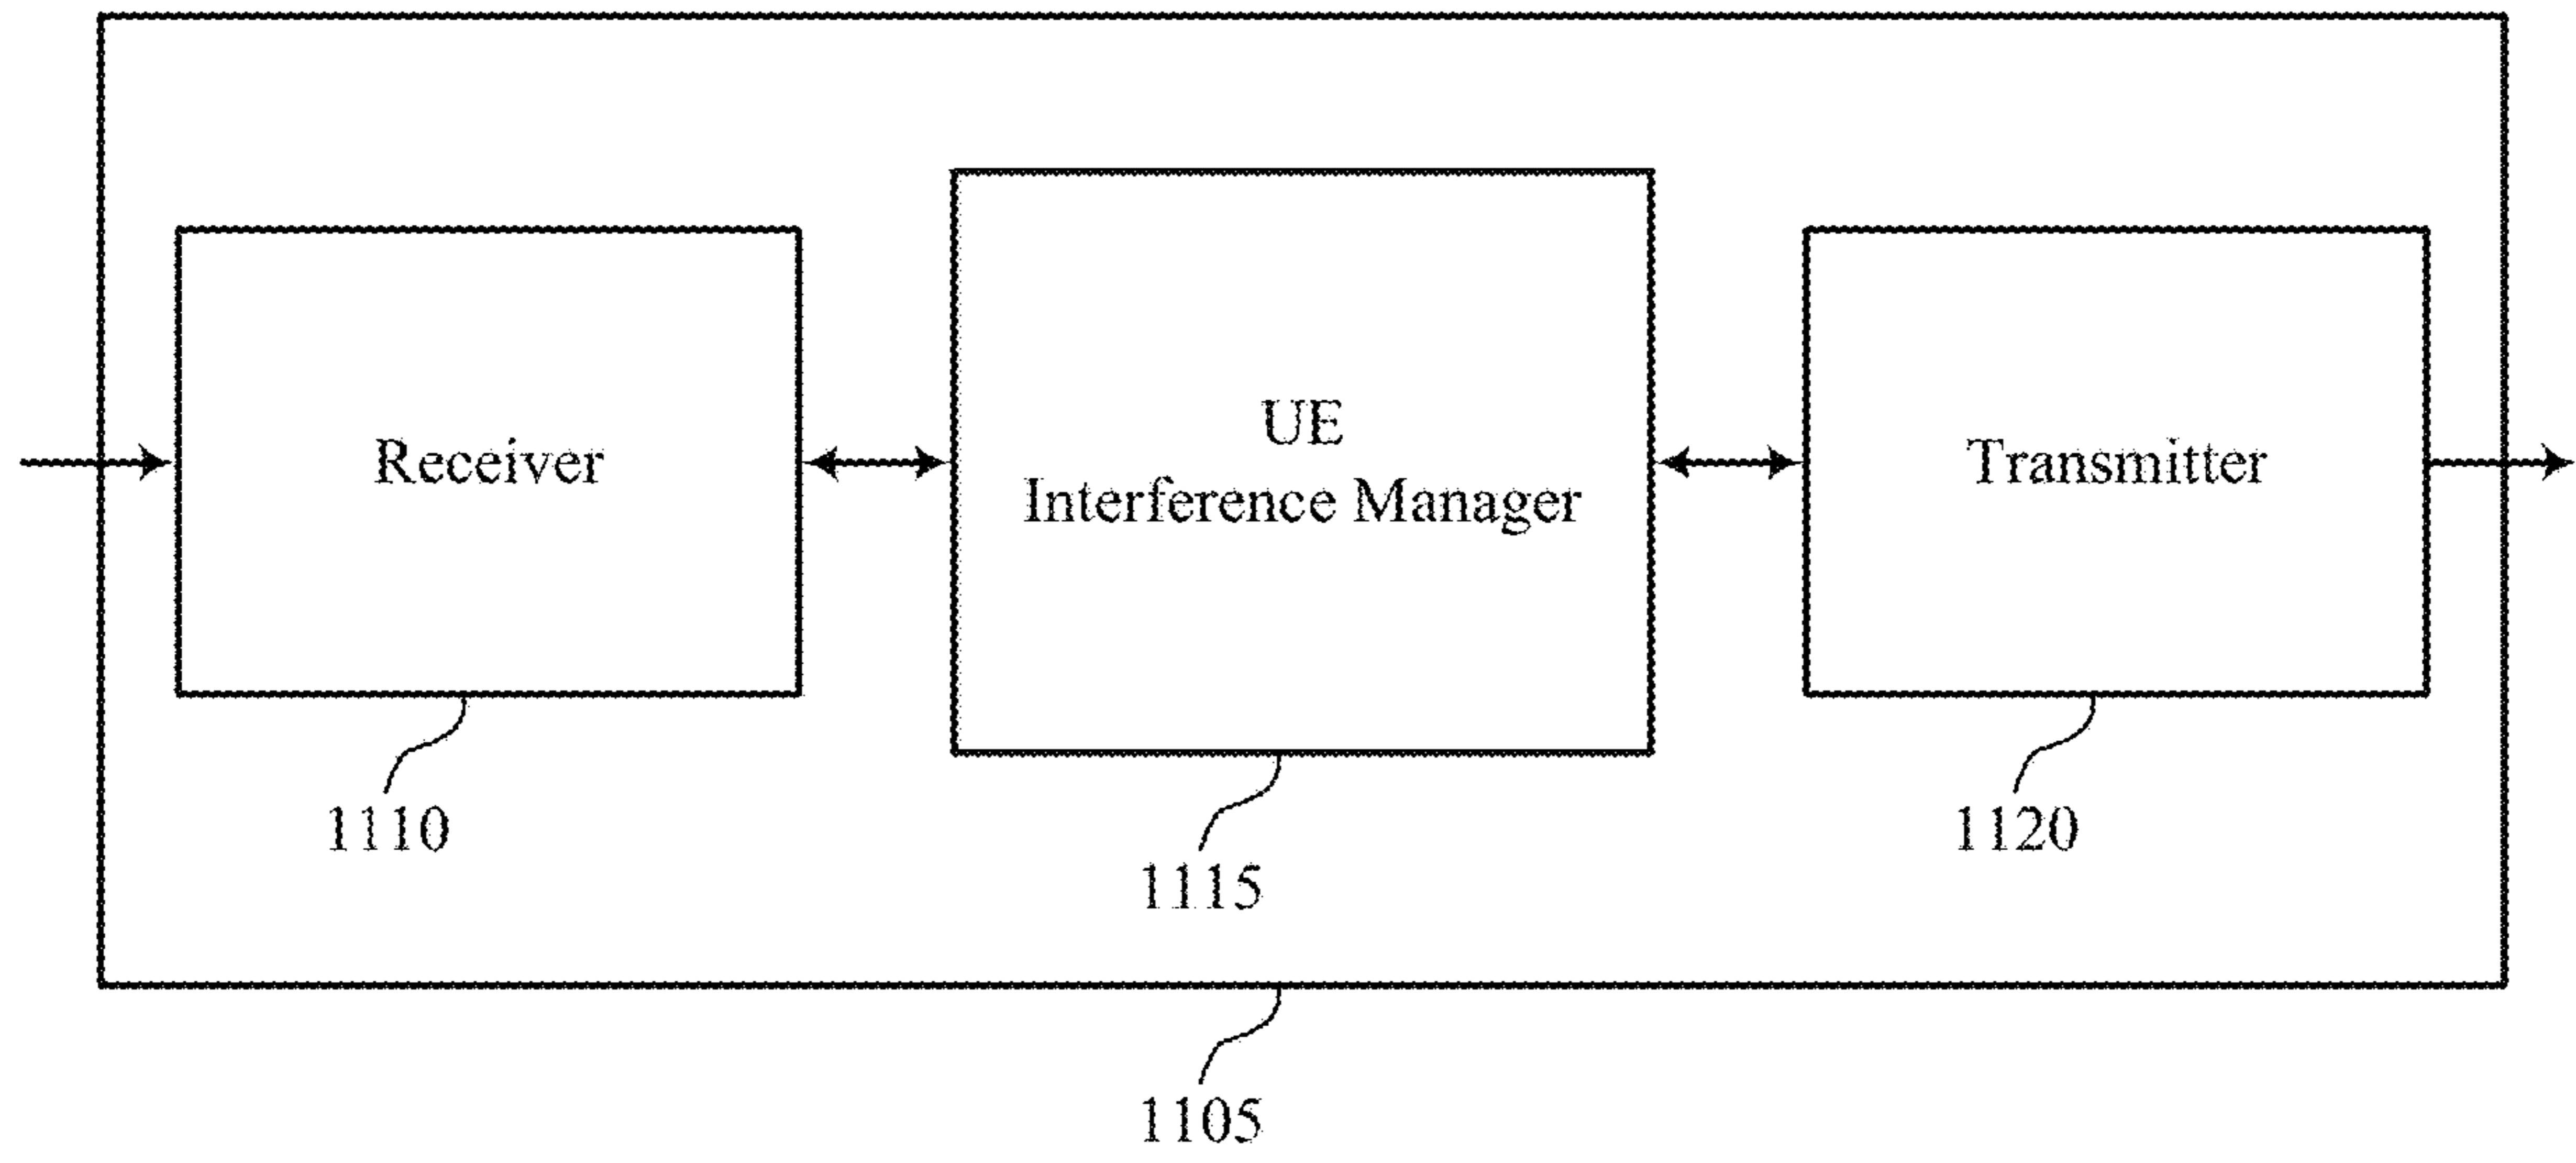 Receiver
UE
Interference Manager
Transmitter
1110
1115
1120
1105